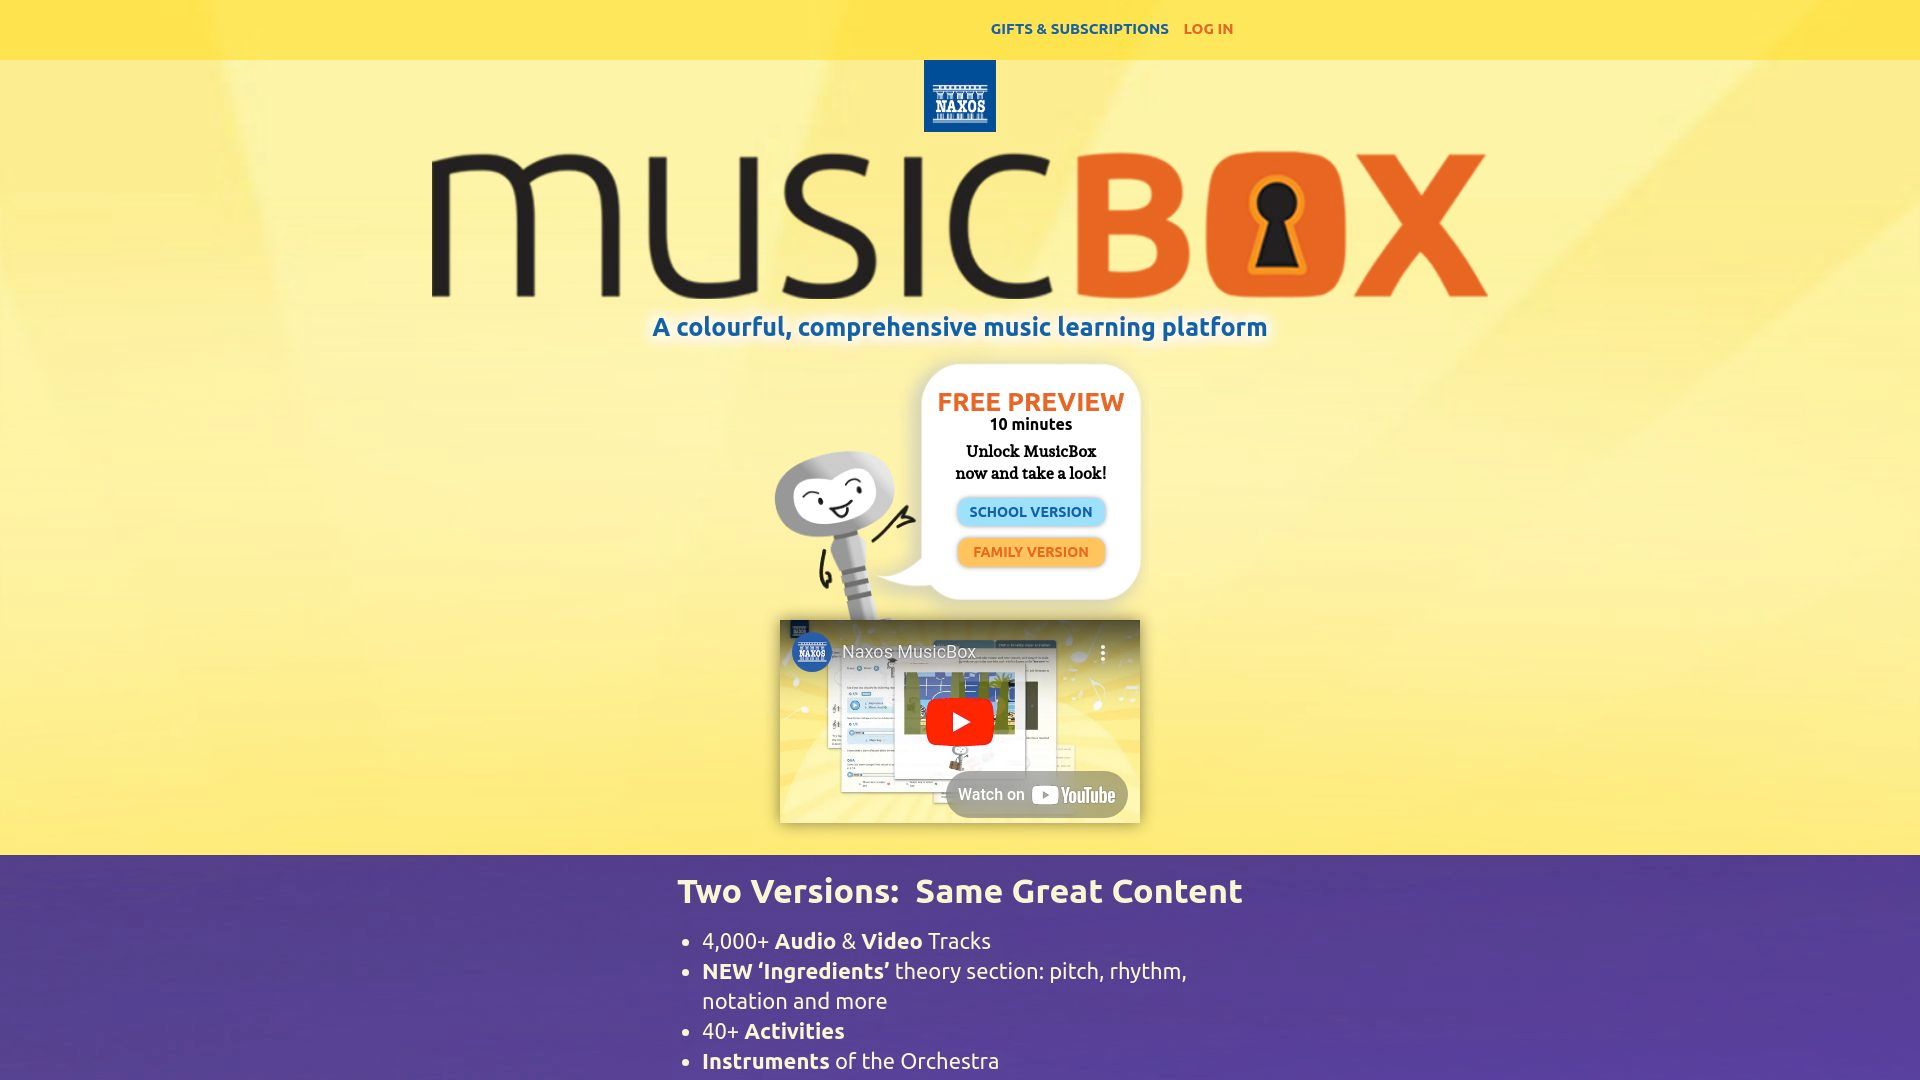 GIFTS & SUBSCRIPTIONS LOG IN
NAXOS
MUSICBOX
A colourful, comprehensive music learning platform
FREE PREVIEW
10 minutes
Unlock MusicBox
now and take a look!
SCHOOL VERSION
FAMILY VERSION
NAXOS
Naxos MusicBox
Watch on YouTube
Two Versions: Same Great Content
• 4,000+ Audio & Video Tracks
• NEW ‘Ingredients’ theory section: pitch, rhythm,
notation and more
• 40+ Activities
• Instruments of the Orchestra